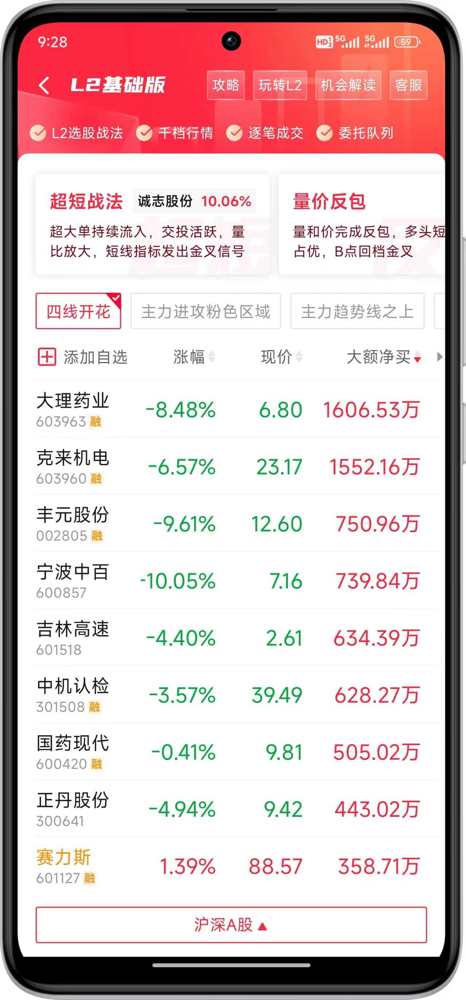 9:28
HD 1 2 5G 5G 59
L2基础版 攻略 玩转L2 机会解读 客服
L2选股战法 千档行情 逐笔成交 委托队列
超短战法 诚志股份 10.06% 量价反包
超大单持续流入，交投活跃，量 量和价完成反包，多头短
比放大，短线指标发出金叉信号 占优，B点回档金叉
四线开花 主力进攻粉色区域 主力趋势线之上
添加自选 涨幅 现价 大额净买
大理药业 -8.48% 6.80 1606.53万
603963 融
克来机电 -6.57% 23.17 1552.16万
603960 融
丰元股份 -9.61% 12.60 750.96万
002805 融
宁波中百 -10.05% 7.16 739.84万
600857
吉林高速 -4.40% 2.61 634.39万
601518
中机认检 -3.57% 39.49 628.27万
301508 融
国药现代 -0.41% 9.81 505.02万
600420 融
正丹股份 -4.94% 9.42 443.02万
300641
赛力斯 1.39% 88.57 358.71万
601127 融
沪深A股